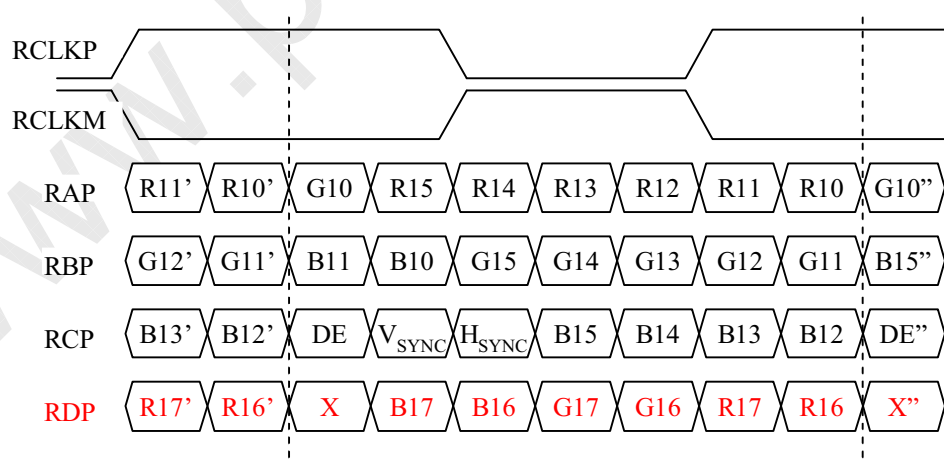 RCLKP
RCLKM
RAP R11’ R10’ G10 R15 R14 R13 R12 R11 R10 G10”
RBP G12’ G11’ B11 B10 G15 G14 G13 G12 G11 B15”
RCP B13’ B12’ DE VSYNC HSYNC B15 B14 B13 B12 DE”
RDP R17’ R16’ X B17 B16 G17 G16 R17 R16 X”